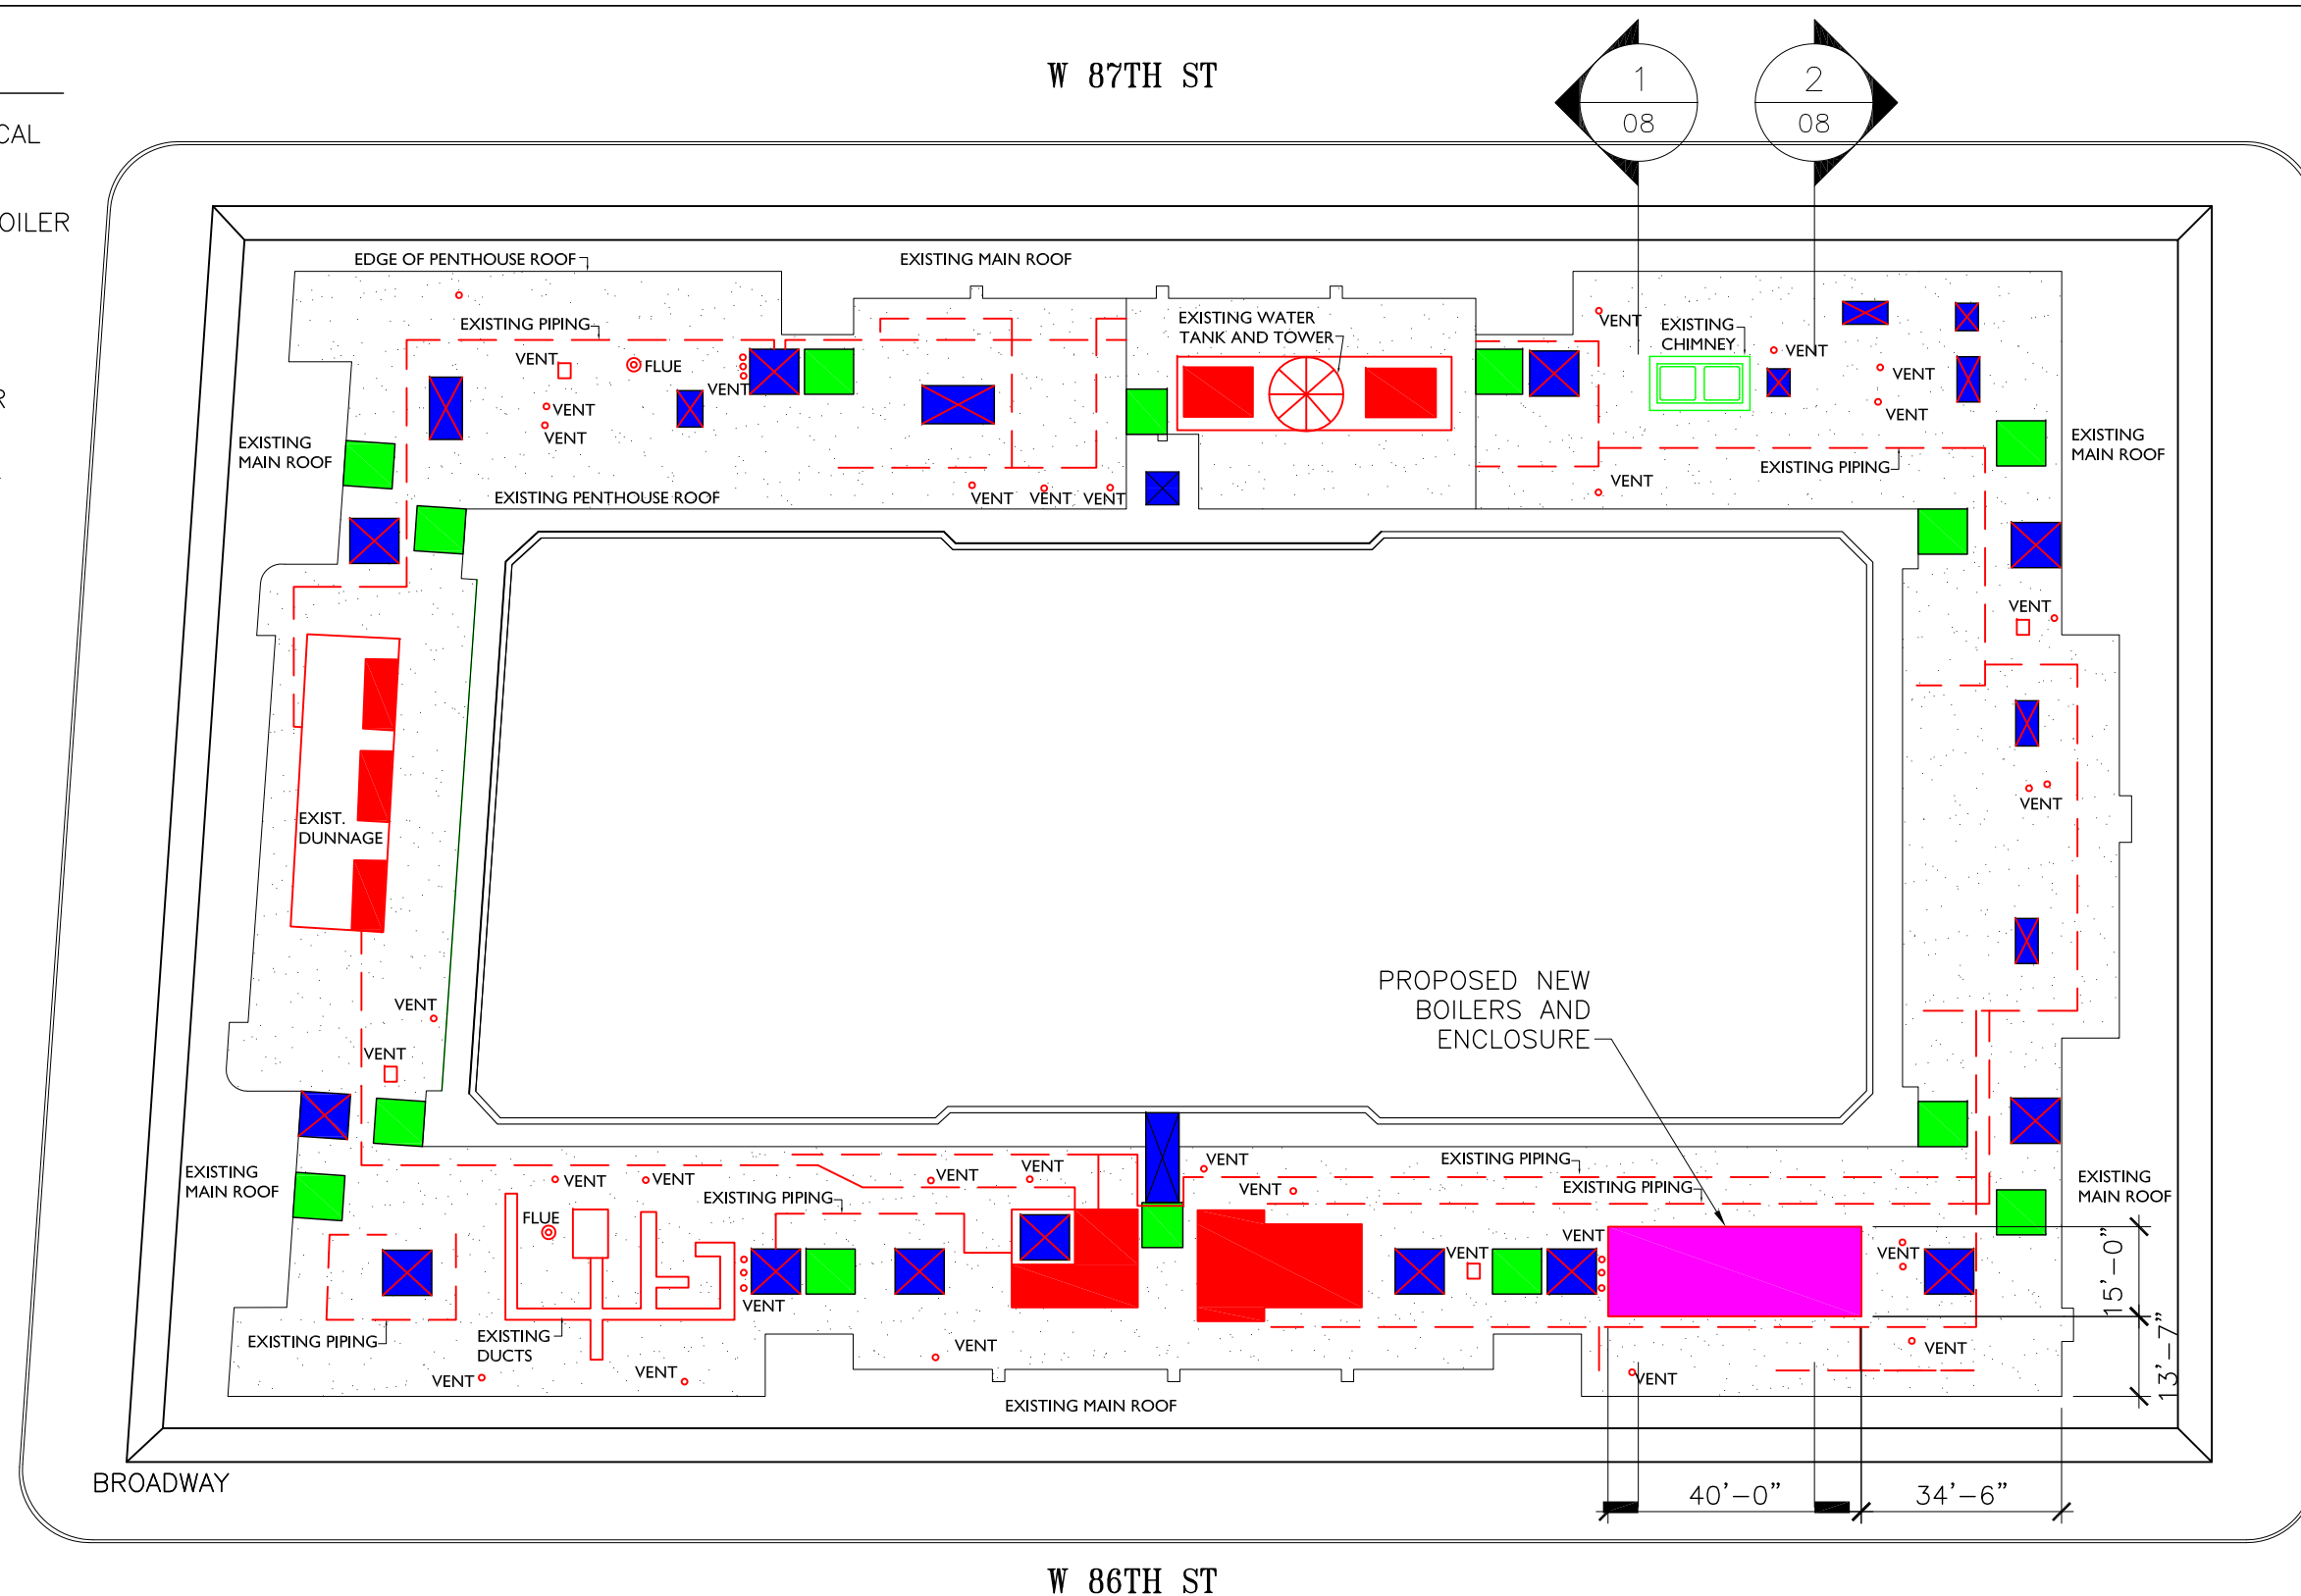 W 87TH ST
1
08
2
08
CAL
OILER
R
EDGE OF PENTHOUSE ROOF
EXISTING MAIN ROOF
EXISTING PIPING
EXISTING WATER
TANK AND TOWER
VENT
EXISTING
CHIMNEY
VENT
VENT
FLUE
VENT
VENT
VENT
VENT
VENT
EXISTING
MAIN ROOF
EXISTING
MAIN ROOF
EXISTING PIPING
EXISTING PENTHOUSE ROOF
VENT
VENT
VENT
VENT
VENT
VENT
EXIST.
DUNNAGE
PROPOSED NEW
BOILERS AND
ENCLOSURE
VENT
VENT
EXISTING
MAIN ROOF
VENT
VENT
VENT
VENT
VENT
VENT
EXISTING PIPING
EXISTING PIPING
EXISTING PIPING
EXISTING
MAIN ROOF
FLUE
VENT
VENT
VENT
15'-0"
VENT
EXISTING PIPING
EXISTING
DUCTS
VENT
VENT
13'-7"
VENT
VENT
VENT
EXISTING MAIN ROOF
BROADWAY
40'-0"
34'-6"
W 86TH ST